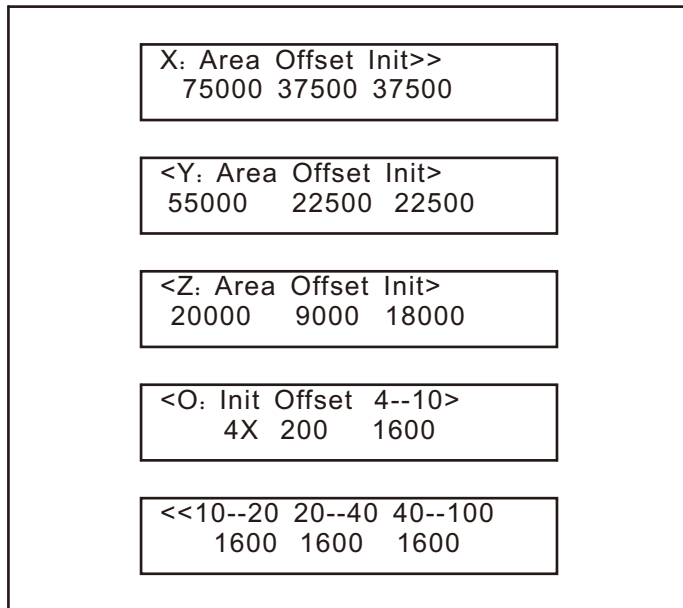 X: Area Offset Init>>
75000 37500 37500
<Y: Area Offset Init>
55000 22500 22500
<Z: Area Offset Init>
20000 9000 18000
<O: Init Offset 4--10>
4X 200 1600
<<10--20 20--40 40--100
1600 1600 1600